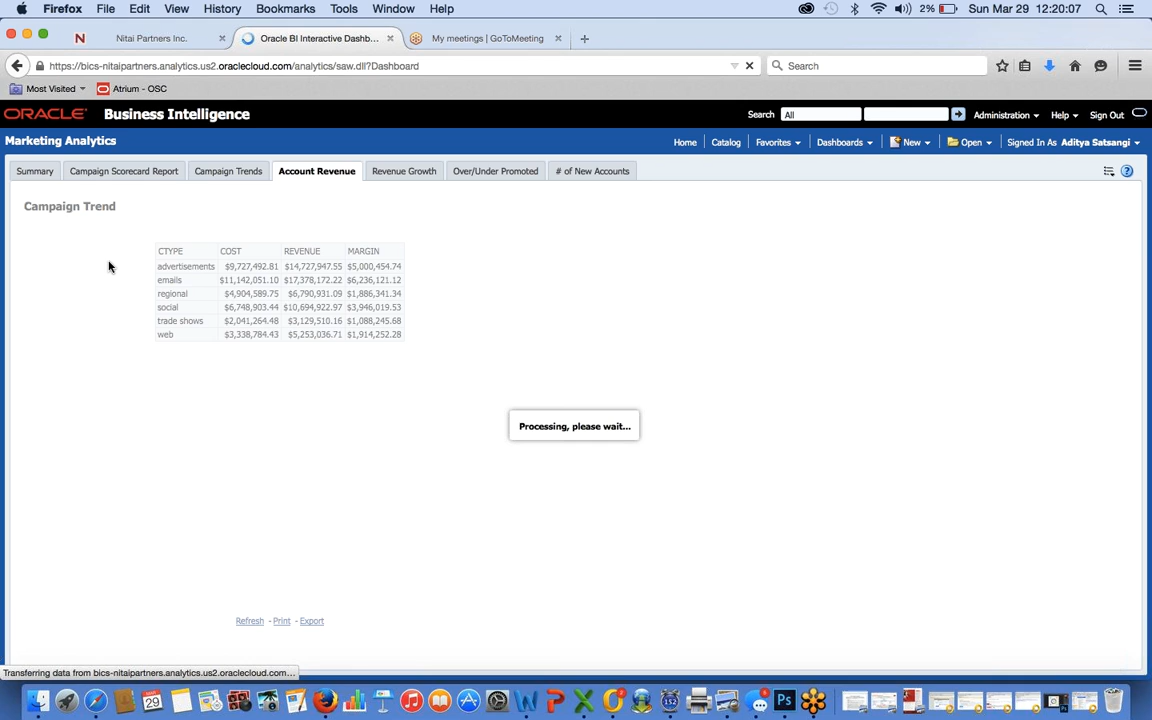 Firefox File Edit View History Bookmarks Tools Window Help 2% Sun Mar 29 12:20:07
N Nitai Partners Inc. × Oracle BI Interactive Dashb... × My meetings | GoToMeeting × +
https://bics-nitaipartners.analytics.us2.oraclecloud.com/analytics/saw.dll?Dashboard Search
Most Visited Atrium - OSC
ORACLE Business Intelligence Search All Administration Help Sign Out
Marketing Analytics Home Catalog Favorites Dashboards New Open Signed In As Aditya Satsangi
Summary Campaign Scorecard Report Campaign Trends Account Revenue Revenue Growth Over/Under Promoted # of New Accounts
Campaign Trend
CTYPE COST REVENUE MARGIN
advertisements $9,727,492.81 $14,727,947.55 $5,000,454.74
emails $11,142,051.10 $17,378,172.22 $6,236,121.12
regional $4,904,589.75 $6,790,931.09 $1,886,341.34
social $6,748,903.44 $10,694,922.97 $3,946,019.53
trade shows $2,041,264.48 $3,129,510.16 $1,088,245.68
web $3,338,784.43 $5,253,036.71 $1,914,252.28
Processing, please wait...
Refresh - Print - Export
Transferring data from bics-nitaipartners.analytics.us2.oraclecloud.com...